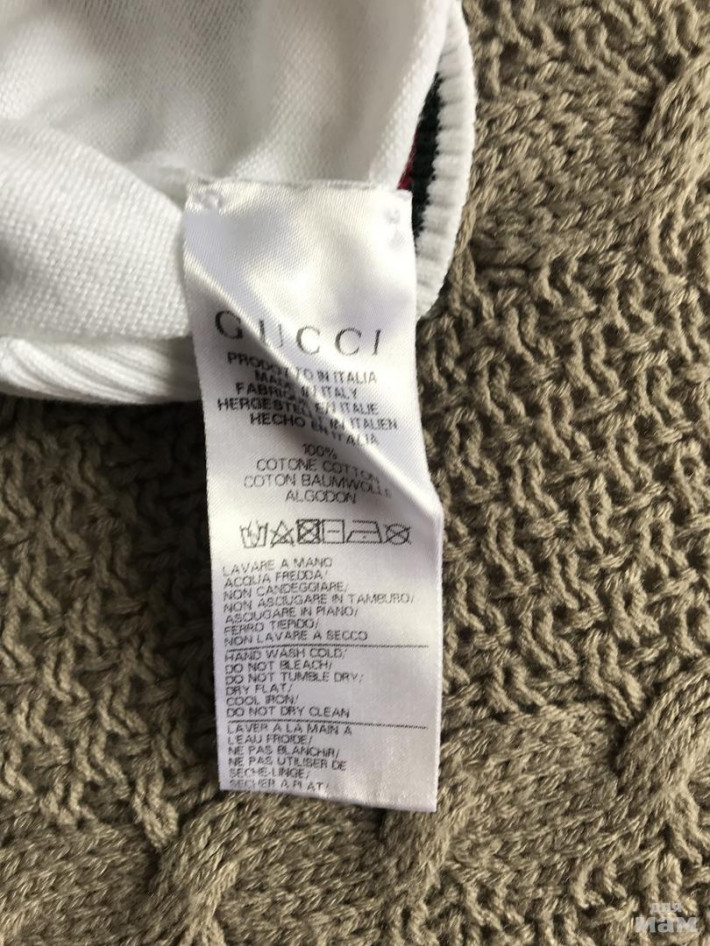 GUCCI
PRODOTTO IN ITALIA
MADE IN ITALY
FABRIQUE EN ITALIE
HERGESTELLT IN ITALIEN
HECHO EN ITALIA
100%
COTONE COTTON
COTON BAUMWOLLE
ALGODON
LAVARE A MANO
ACQUA FREDDA/
NON CANDEGGIARE/
NON ASCIUGARE IN TAMBURO/
ASCIUGARE IN PIANO/
FERRO TIEPIDO/
NON LAVARE A SECCO
HAND WASH COLD/
DO NOT BLEACH/
DO NOT TUMBLE DRY/
DRY FLAT/
COOL IRON/
DO NOT DRY CLEAN
LAVER A LA MAIN A
L'EAU FROIDE/
NE PAS BLANCHIR/
NE PAS UTILISER DE
SECHE-LINGE/
SECHER A PLAT/
для
мам